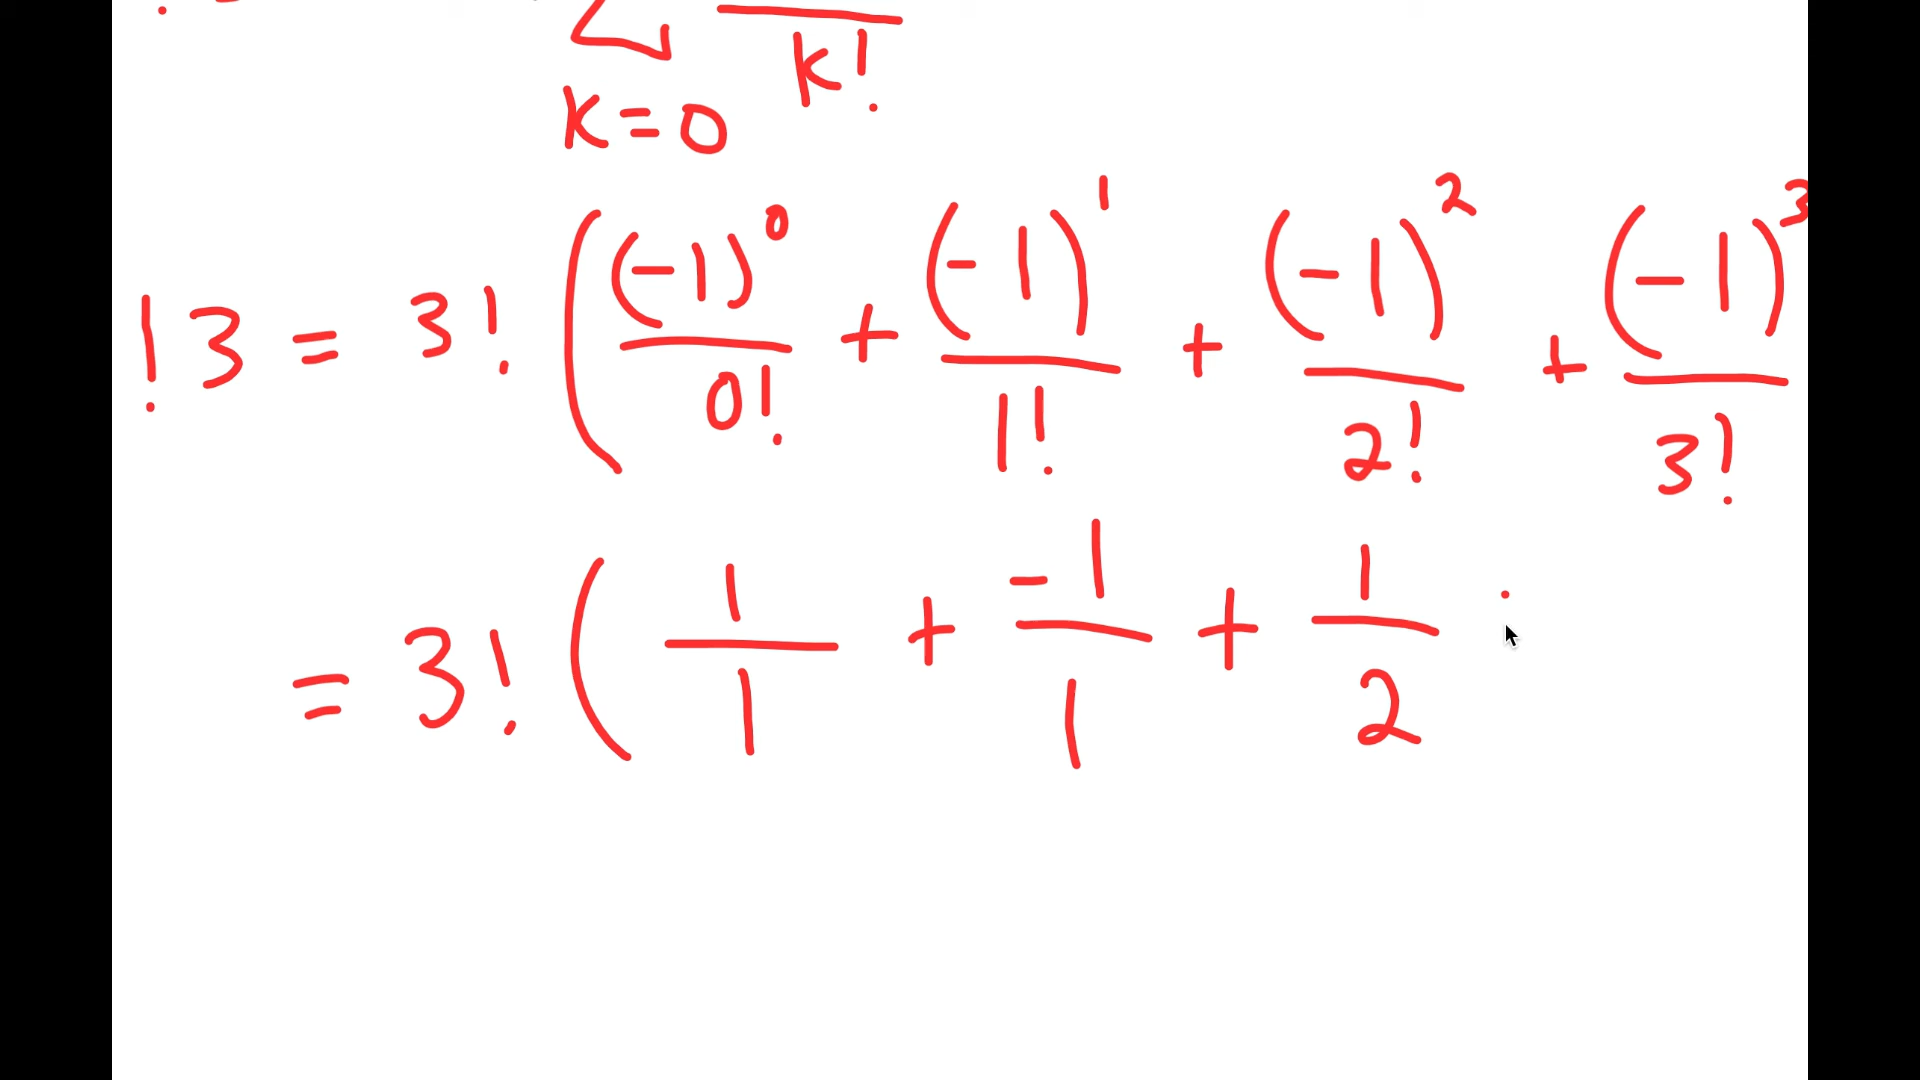 k!
k=0
!3 = 3! ( (-1)^0/0! + (-1)^1/1! + (-1)^2/2! + (-1)^3/3!
= 3! ( 1/1 + -1/1 + 1/2